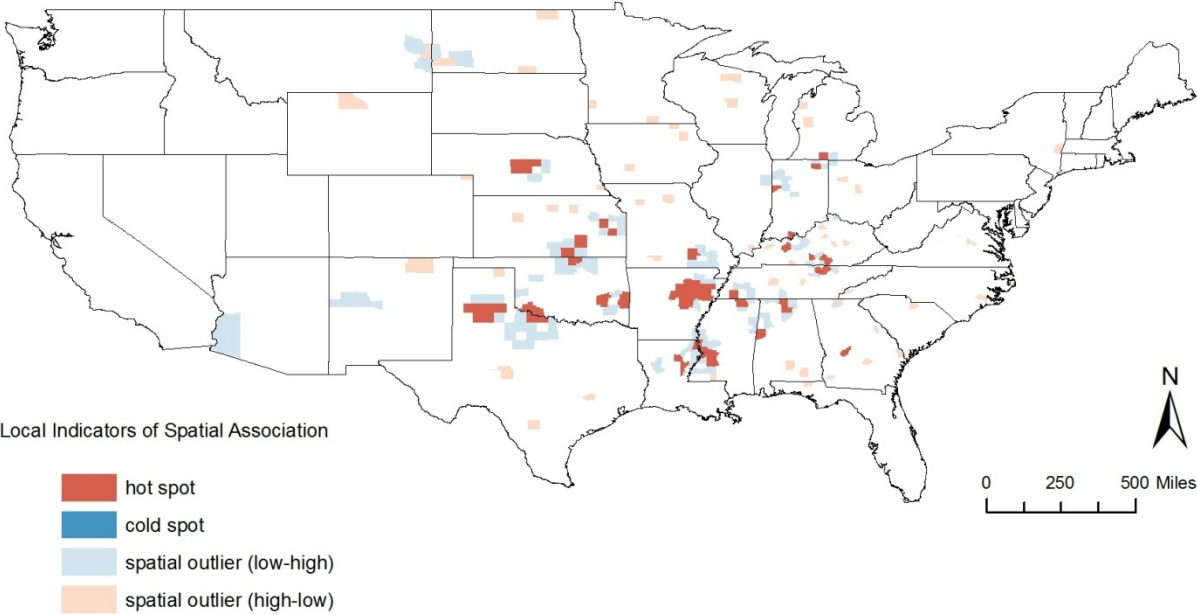 N
Local Indicators of Spatial Association
hot spot
cold spot
spatial outlier (low-high)
spatial outlier (high-low)
0 250 500 Miles